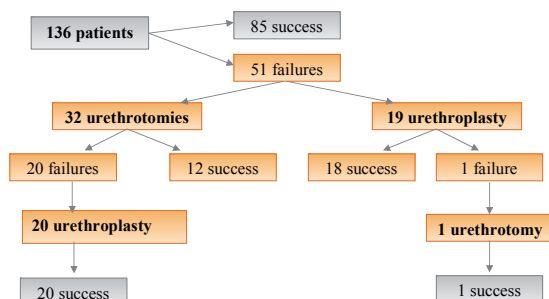 136 patients
85 success
51 failures
32 urethrotomies
19 urethroplasty
20 failures
12 success
18 success
1 failure
20 urethroplasty
1 urethrotomy
20 success
1 success